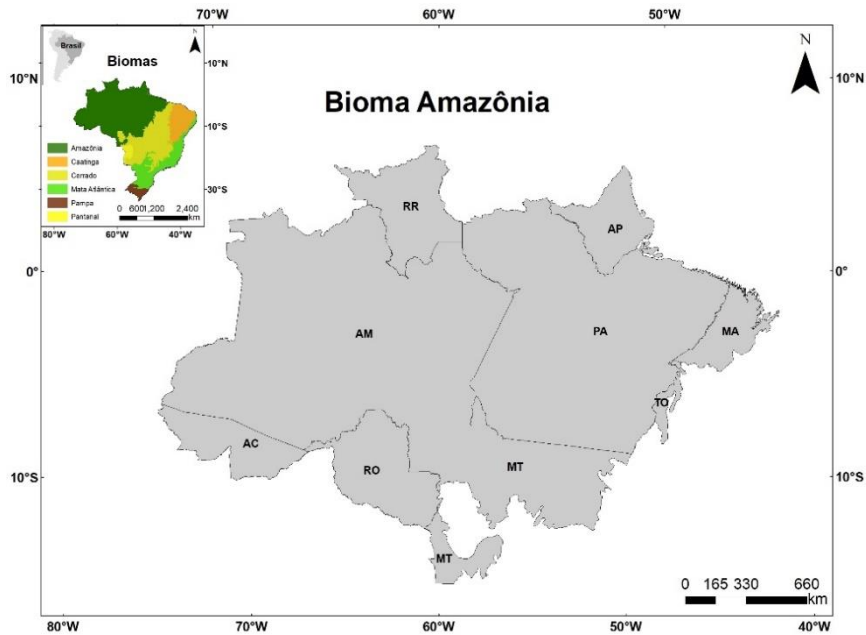 70°W 60°W 50°W
Brasil
N
Biomas
10°N
10°S
30°S
Amazônia
Caatinga
Cerrado
Mata Atlântica
Pampa
Pantanal
0 6001,200 2,400
km
80°W 60°W 40°W
N
Bioma Amazônia
10°N
10°N
RR
AP
0°
0°
AM
PA
MA
TO
AC
RO
MT
10°S
10°S
MT
0 165 330 660
km
80°W 70°W 60°W 50°W 40°W